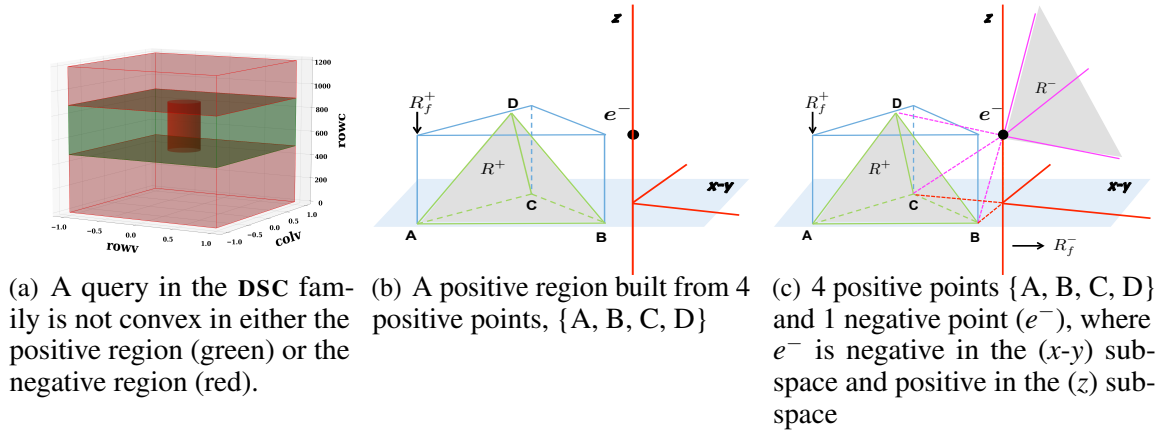 1200
1000
800
600
400
200
0
rowc
-1.0
-0.5
0.0
0.5
1.0
rowv
-1.0
-0.5
0.0
0.5
1.0
colv
(a) A query in the DSC fam-
ily is not convex in either the
positive region (green) or the
negative region (red).
z
R_f^+
D
e^-
R^+
x-y
C
A
B
(b) A positive region built from 4
positive points, {A, B, C, D}
z
R^-
R_f^+
D
e^-
R^+
x-y
C
A
B
R_f^-
(c) 4 positive points {A, B, C, D}
and 1 negative point (e^-), where
e^- is negative in the (x-y) sub-
space and positive in the (z) sub-
space